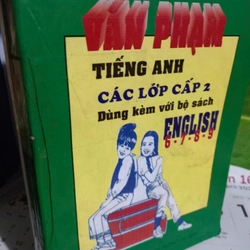 VĂN PHẠM
TIẾNG ANH
CÁC LỚP CẤP 2
Dùng kèm với bộ sách
ENGLISH
6.7.8.9